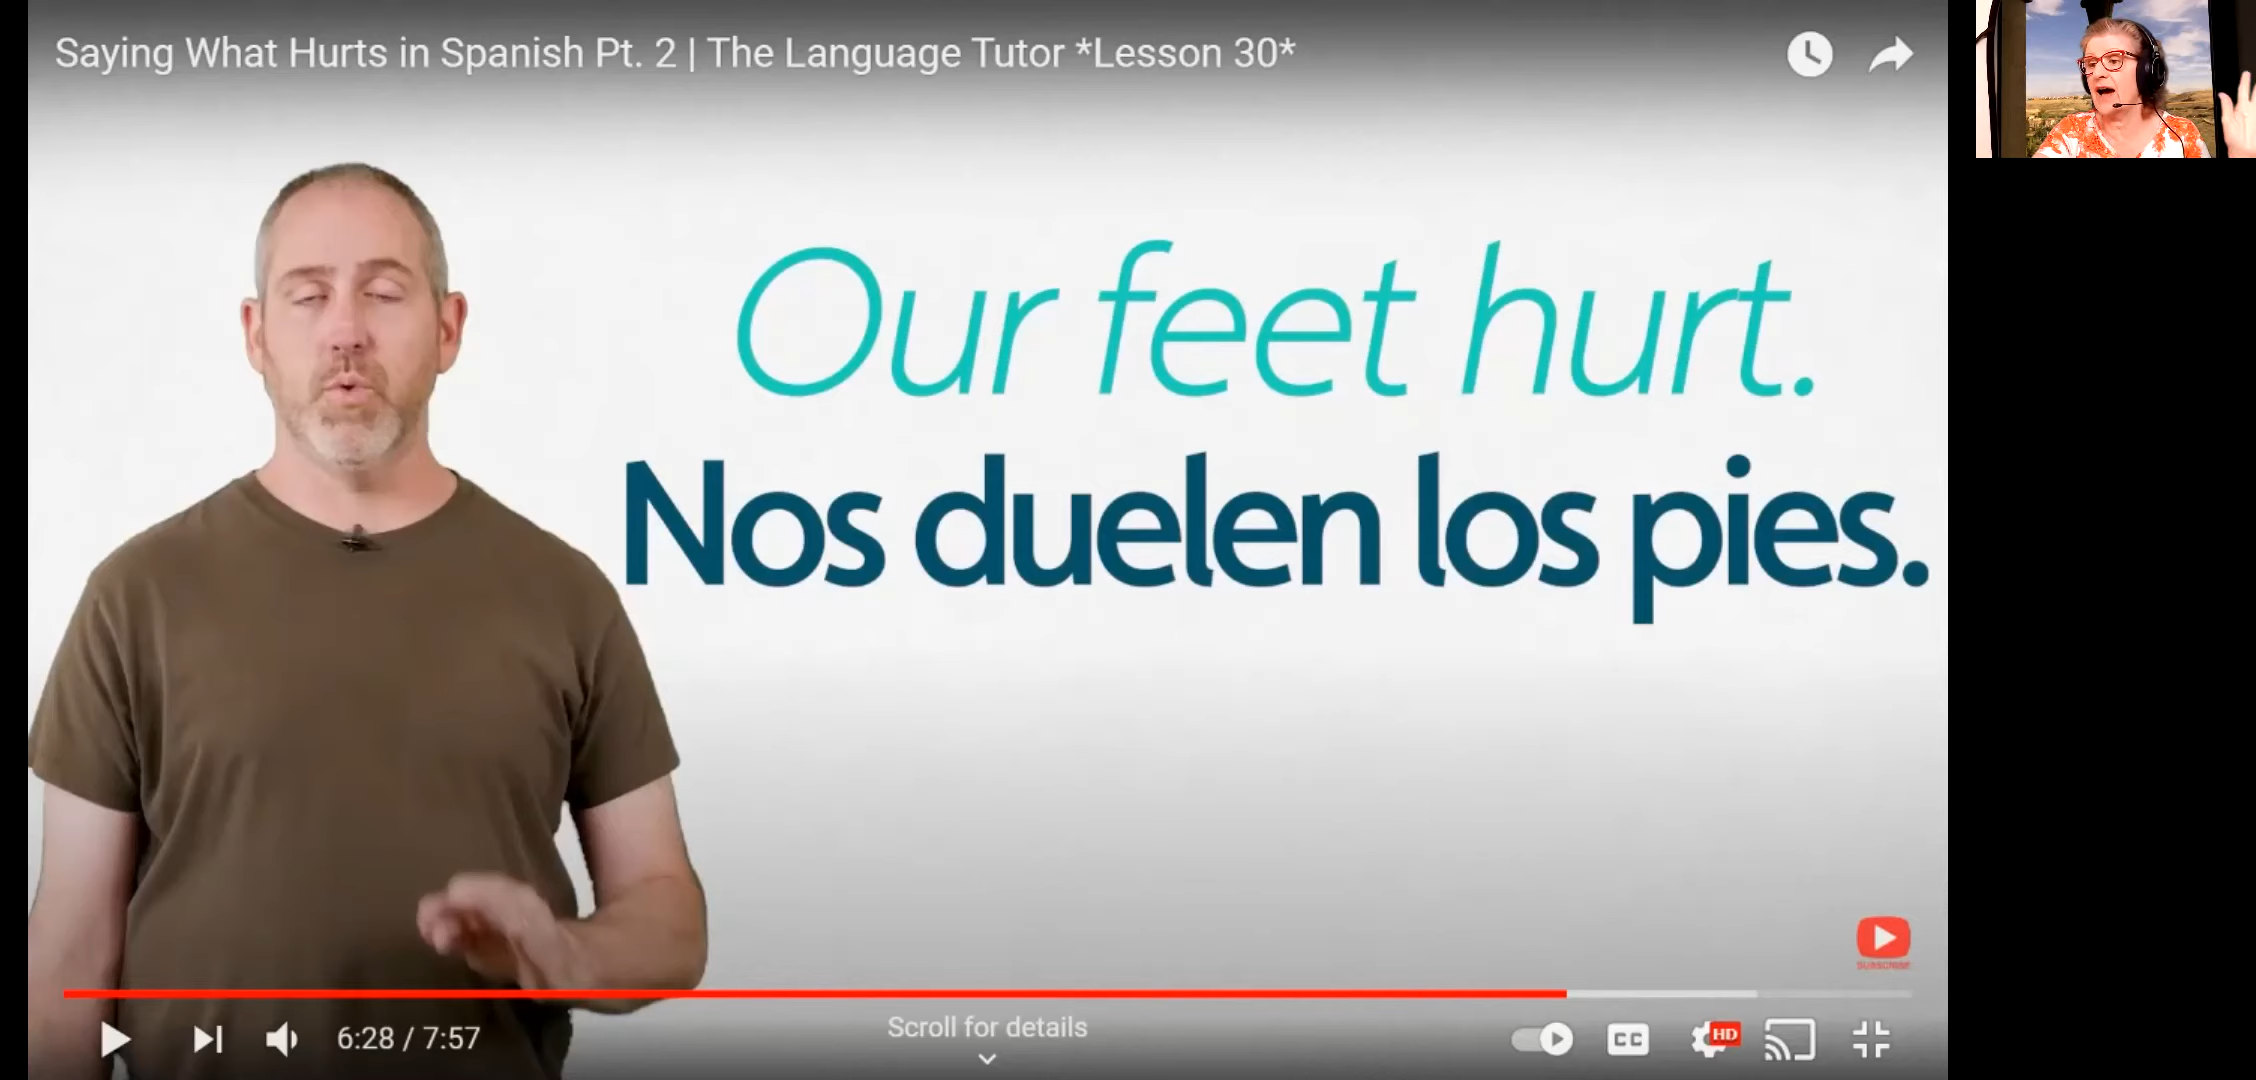 Saying What Hurts in Spanish Pt. 2 | The Language Tutor *Lesson 30*
Our feet hurt.
Nos duelen los pies.
SUBSCRIBE
6:28 / 7:57
Scroll for details
CC
HD